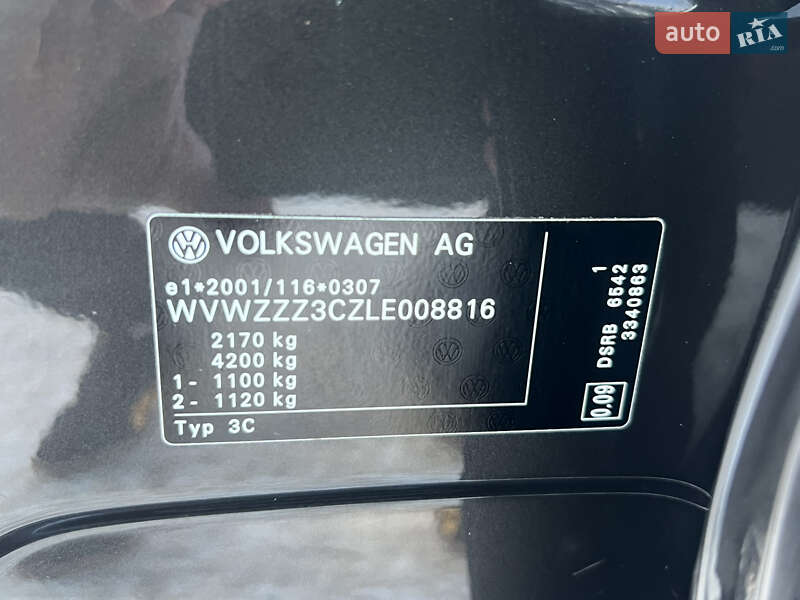 auto RIA.com
VOLKSWAGEN AG
e1*2001/116*0307
WVWZZZ3CZLE008816
2170 kg
4200 kg
1- 1100 kg
2- 1120 kg
Typ 3C
1
DSRB 6542
3340863
0.09